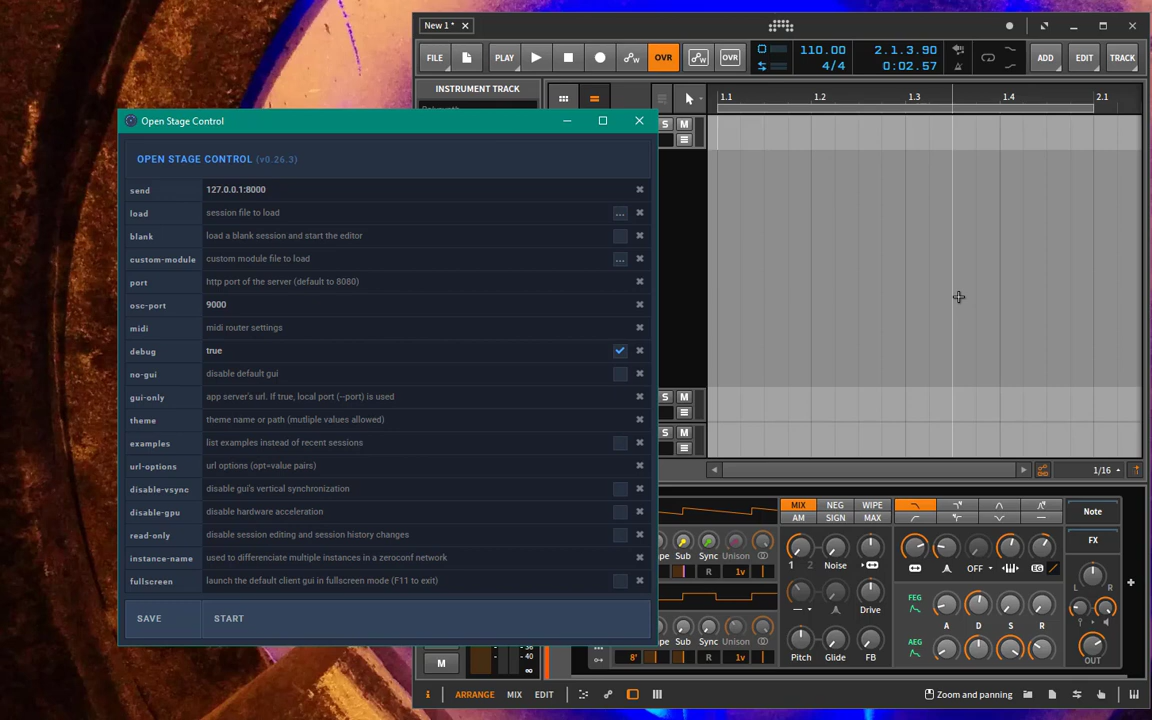 New 1 *
FILE PLAY OVR OVR 110.00 2.1.3.90 ADD EDIT TRACK
4/4 0:02.57
INSTRUMENT TRACK
1.1 1.2 1.3 1.4 2.1
S M
Open Stage Control
OPEN STAGE CONTROL (v0.26.3)
send 127.0.0.1:8000
load session file to load ...
blank load a blank session and start the editor
custom-module custom module file to load ...
port http port of the server (default to 8080)
osc-port 9000
midi midi router settings
debug true
no-gui disable default gui
gui-only app server's url. If true, local port (--port) is used
theme theme name or path (mutliple values allowed)
examples list examples instead of recent sessions
url-options url options (opt=value pairs)
disable-vsync disable gui's vertical synchronization
disable-gpu disable hardware acceleration
read-only disable session editing and session history changes
instance-name used to differenciate multiple instances in a zeroconf network
fullscreen launch the default client gui in fullscreen mode (F11 to exit)
SAVE START
S M
S M
1/16
MIX NEG WIPE
AM SIGN MAX
Note
FX
Sub Sync Unison
R 1v
1 2 Noise
OFF
EG
L R
Drive
FEG
A D S R
Sub Sync Unison
AEG
8' R 1v
Pitch Glide FB
OUT
-40
∞
M
ARRANGE MIX EDIT
Zoom and panning